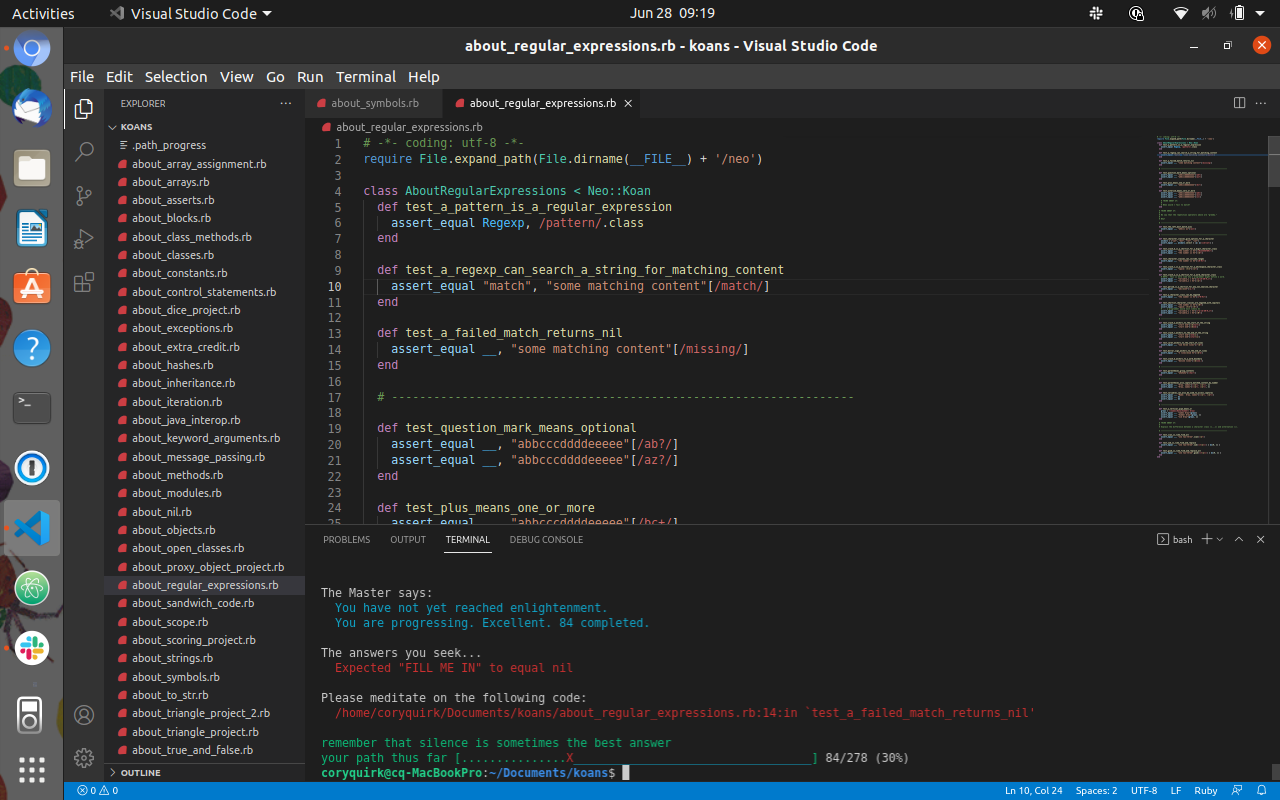 Activities Visual Studio Code Jun 28 09:19
about_regular_expressions.rb - koans - Visual Studio Code
File Edit Selection View Go Run Terminal Help
EXPLORER
KOANS
.path_progress
about_array_assignment.rb
about_arrays.rb
about_asserts.rb
about_blocks.rb
about_class_methods.rb
about_classes.rb
about_constants.rb
about_control_statements.rb
about_dice_project.rb
about_exceptions.rb
about_extra_credit.rb
about_hashes.rb
about_inheritance.rb
about_iteration.rb
about_java_interop.rb
about_keyword_arguments.rb
about_message_passing.rb
about_methods.rb
about_modules.rb
about_nil.rb
about_objects.rb
about_open_classes.rb
about_proxy_object_project.rb
about_regular_expressions.rb
about_sandwich_code.rb
about_scope.rb
about_scoring_project.rb
about_strings.rb
about_symbols.rb
about_to_str.rb
about_triangle_project_2.rb
about_triangle_project.rb
about_true_and_false.rb
OUTLINE
about_symbols.rb about_regular_expressions.rb
about_regular_expressions.rb
1 # -*- coding: utf-8 -*-
2 require File.expand_path(File.dirname(__FILE__) + '/neo')
3
4 class AboutRegularExpressions < Neo::Koan
5 def test_a_pattern_is_a_regular_expression
6 assert_equal Regexp, /pattern/.class
7 end
8
9 def test_a_regexp_can_search_a_string_for_matching_content
10 assert_equal "match", "some matching content"[/match/]
11 end
12
13 def test_a_failed_match_returns_nil
14 assert_equal __, "some matching content"[/missing/]
15 end
16
17 # ------------------------------------------------------------------
18
19 def test_question_mark_means_optional
20 assert_equal __, "abbcccddddeeeee"[/ab?/]
21 assert_equal __, "abbcccddddeeeee"[/az?/]
22 end
23
24 def test_plus_means_one_or_more
25 assert_equal __, "abbcccddddeeeee"[/bc+/]
PROBLEMS OUTPUT TERMINAL DEBUG CONSOLE bash
The Master says:
You have not yet reached enlightenment.
You are progressing. Excellent. 84 completed.
The answers you seek...
Expected "FILL ME IN" to equal nil
Please meditate on the following code:
/home/coryquirk/Documents/koans/about_regular_expressions.rb:14:in `test_a_failed_match_returns_nil'
remember that silence is sometimes the best answer
your path thus far [...............X__________________________________] 84/278 (30%)
coryquirk@cq-MacBookPro:~/Documents/koans$
0 0 Ln 10, Col 24 Spaces: 2 UTF-8 LF Ruby